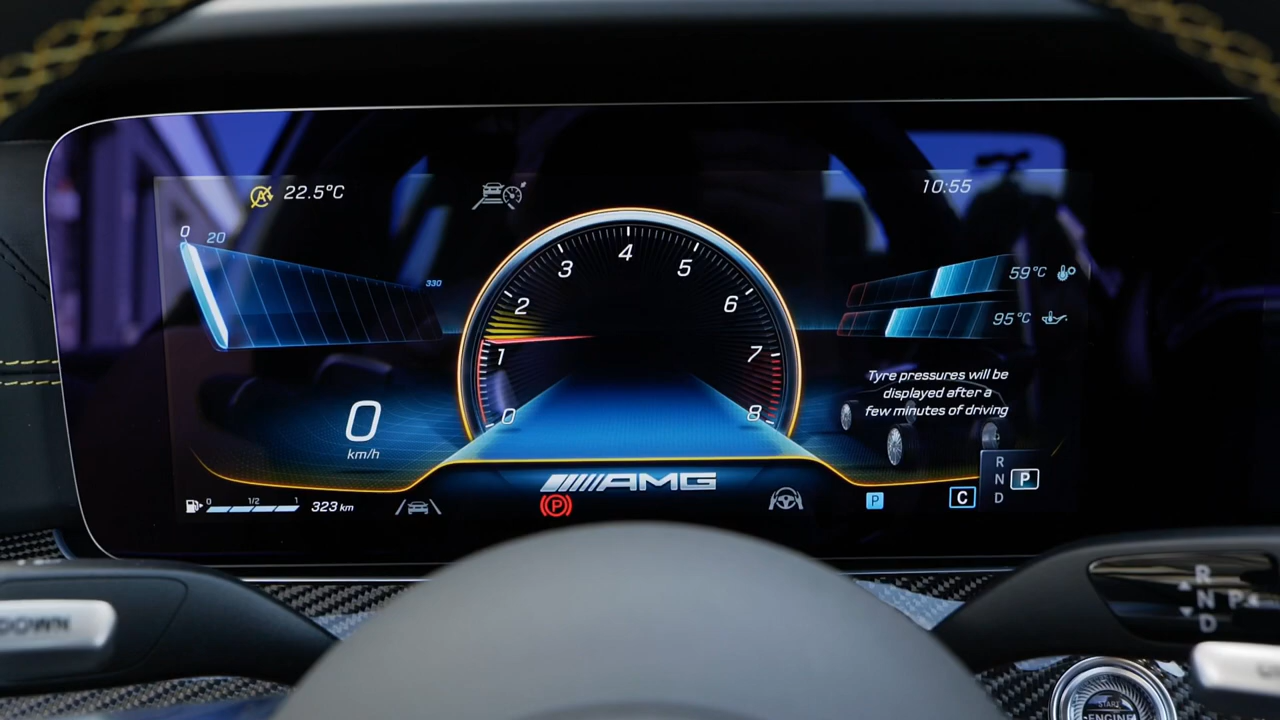 22.5°C
10:55
0 20
330
59°C
95°C
0 1 2 3 4 5 6 7 8
Tyre pressures will be
displayed after a
few minutes of driving
0
km/h
AMG
0 1/2 1
323 km
P
P
C
R
N P
D
DOWN
R
N P
D
START
ENGINE